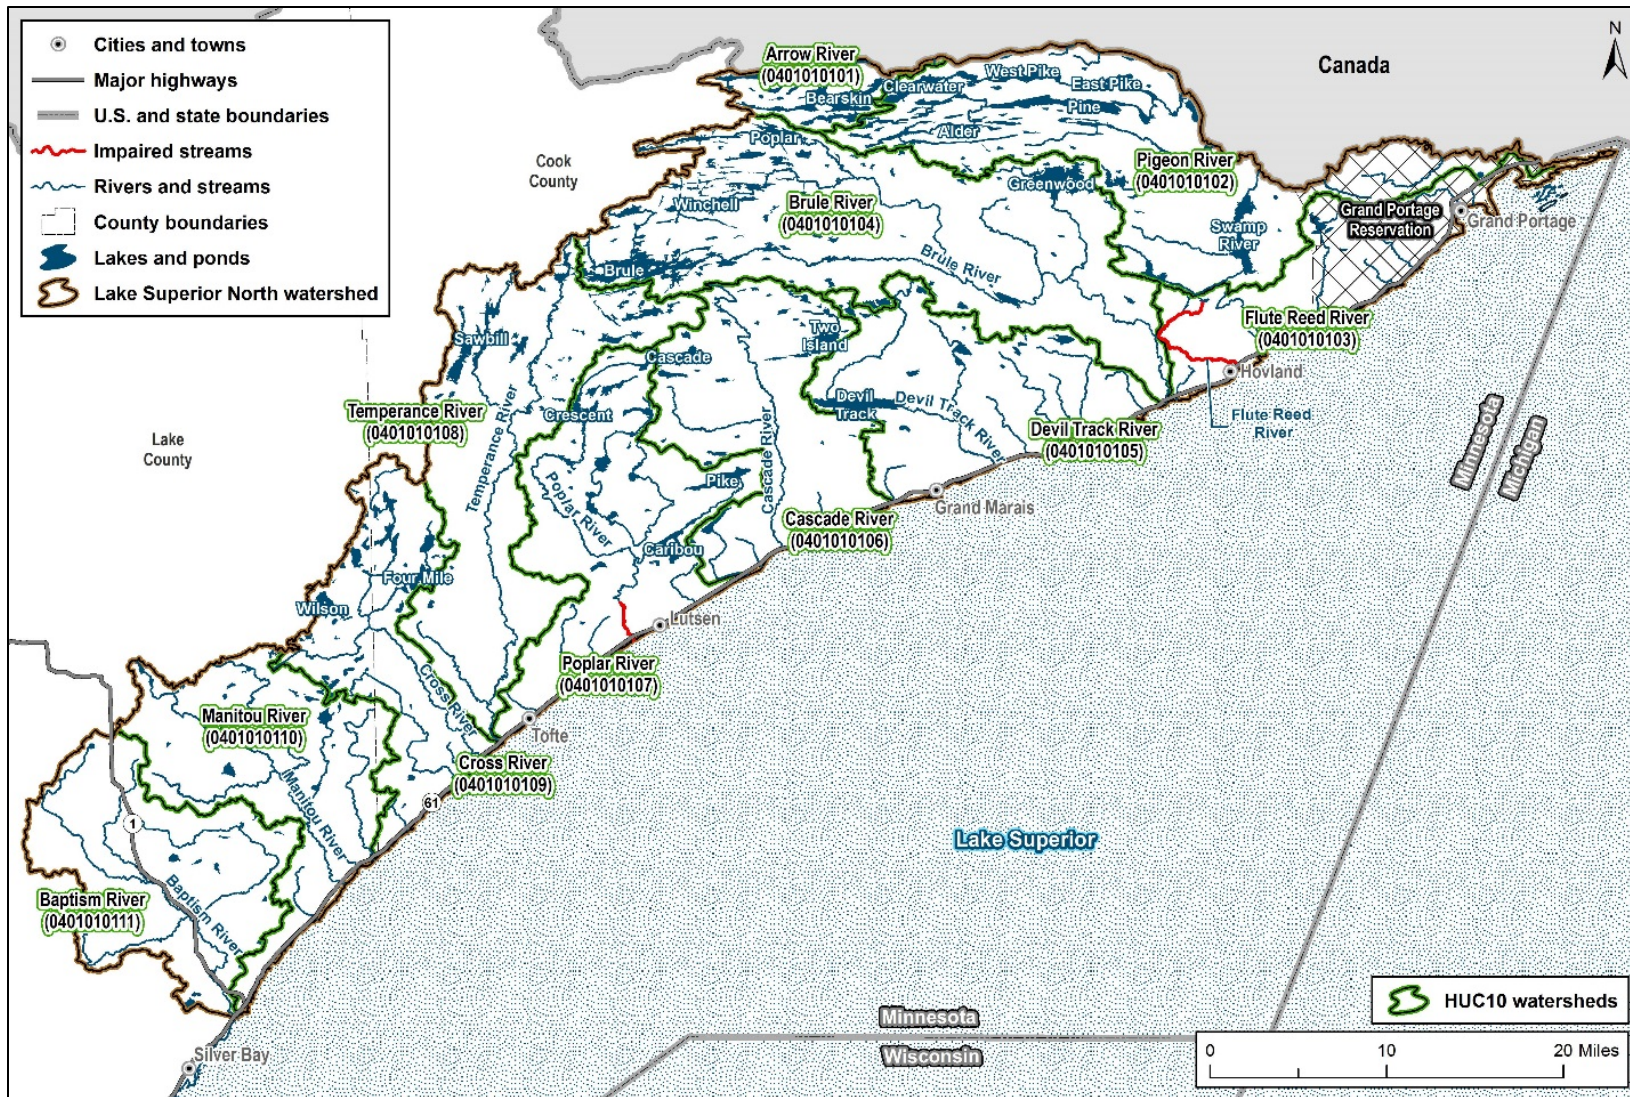 Cities and towns
Major highways
U.S. and state boundaries
Impaired streams
Rivers and streams
County boundaries
Lakes and ponds
Lake Superior North watershed
N
Canada
Arrow River
(0401010101)
Bearskin
Clearwater
West Pike
East Pike
Pine
Alder
Poplar
Cook
County
Pigeon River
(0401010102)
Greenwood
Winchell
Brule River
(0401010104)
Swamp
River
Grand Portage
Reservation
Grand Portage
Brule
Brule River
Flute Reed River
(0401010103)
Hovland
Flute Reed
River
Sawbill
Two
Island
Cascade
Crescent
Devil
Track
Devil Track River
Devil Track River
(0401010105)
Temperance River
(0401010108)
Temperance River
Lake
County
Poplar River
Pike
Cascade River
Grand Marais
Cascade River
(0401010106)
Caribou
Four Mile
Wilson
Lutsen
Poplar River
(0401010107)
Cross River
Tofte
Manitou River
(0401010110)
Manitou River
Cross River
(0401010109)
61
1
Baptism River
(0401010111)
Baptism River
Silver Bay
Lake Superior
Minnesota
Michigan
Minnesota
Wisconsin
HUC10 watersheds
0 10 20 Miles